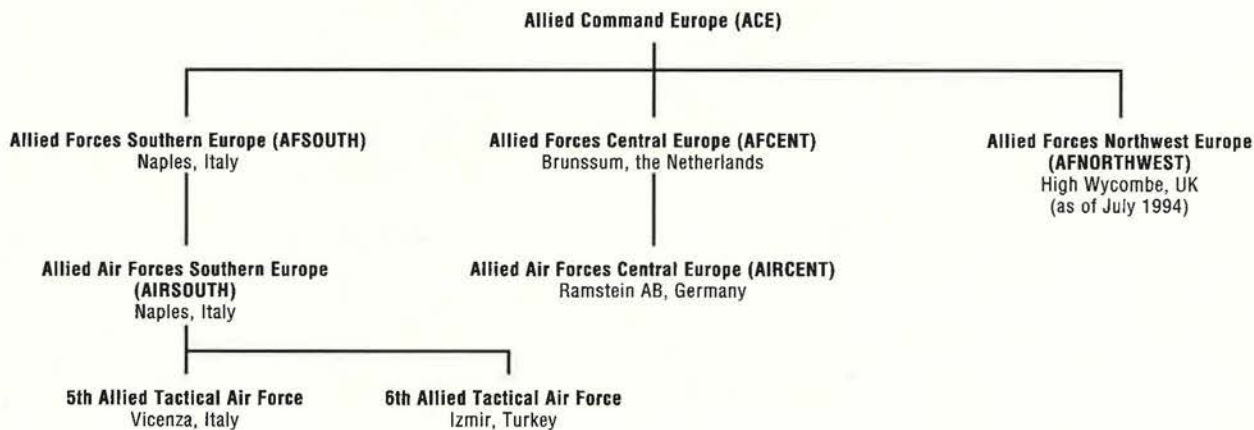 Allied Command Europe (ACE)
Allied Forces Southern Europe (AFSOUTH)
Naples, Italy
Allied Forces Central Europe (AFCENT)
Brunssum, the Netherlands
Allied Forces Northwest Europe
(AFNORTHWEST)
High Wycombe, UK
(as of July 1994)
Allied Air Forces Southern Europe
(AIRSOUTH)
Naples, Italy
Allied Air Forces Central Europe (AIRCENT)
Ramstein AB, Germany
5th Allied Tactical Air Force
Vicenza, Italy
6th Allied Tactical Air Force
Izmir, Turkey